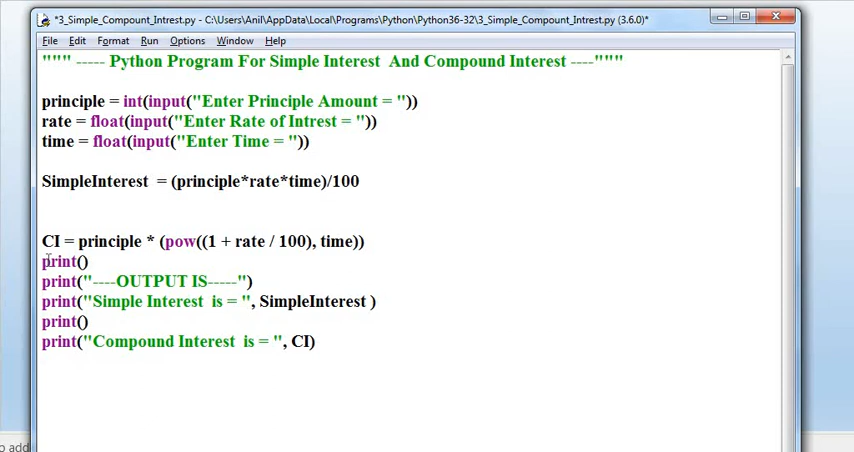 *3_Simple_Compount_Intrest.py - C:\Users\Anil\AppData\Local\Programs\Python\Python36-32\3_Simple_Compount_Intrest.py (3.6.0)*
File Edit Format Run Options Window Help
""" ----- Python Program For Simple Interest And Compound Interest ----"""
principle = int(input("Enter Principle Amount = "))
rate = float(input("Enter Rate of Intrest = "))
time = float(input("Enter Time = "))
SimpleInterest = (principle*rate*time)/100
CI = principle * (pow((1 + rate / 100), time))
print()
print("----OUTPUT IS-----")
print("Simple Interest is = ", SimpleInterest )
print()
print("Compound Interest is = ", CI)
o add